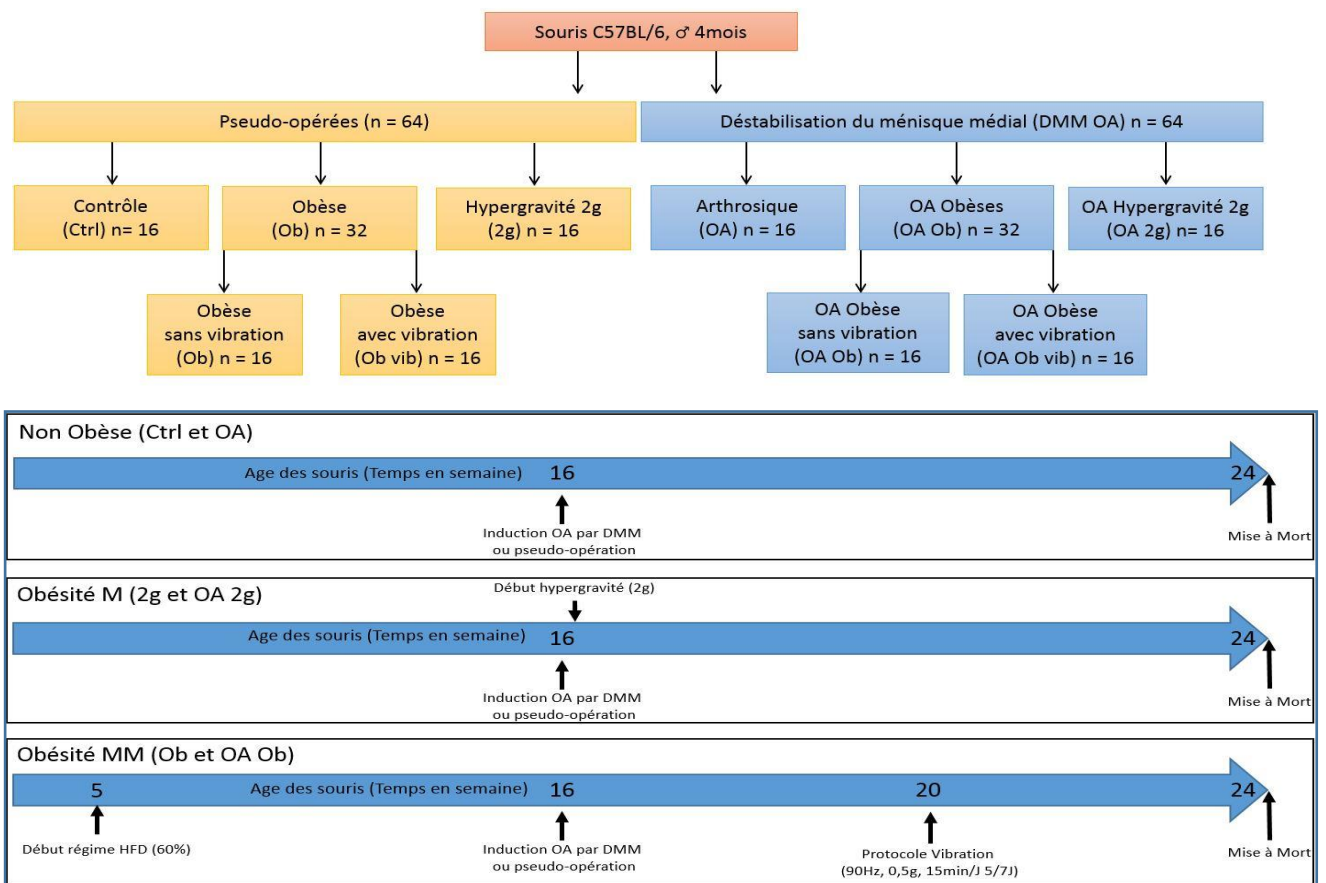 Souris C57BL/6, ♂ 4mois
Pseudo-opérées (n = 64)
Déstabilisation du ménisque médial (DMM OA) n = 64
Contrôle
(Ctrl) n= 16
Obèse
(Ob) n = 32
Hypergravité 2g
(2g) n = 16
Arthrosique
(OA) n = 16
OA Obèses
(OA Ob) n = 32
OA Hypergravité 2g
(OA 2g) n= 16
Obèse
sans vibration
(Ob) n = 16
Obèse
avec vibration
(Ob vib) n = 16
OA Obèse
sans vibration
(OA Ob) n = 16
OA Obèse
avec vibration
(OA Ob vib) n = 16
Non Obèse (Ctrl et OA)
Age des souris (Temps en semaine) 16 24
Induction OA par DMM
ou pseudo-opération
Mise à Mort
Obésité M (2g et OA 2g)
Début hypergravité (2g)
Age des souris (Temps en semaine) 16 24
Induction OA par DMM
ou pseudo-opération
Mise à Mort
Obésité MM (Ob et OA Ob)
5 Age des souris (Temps en semaine) 16 20 24
Début régime HFD (60%)
Induction OA par DMM
ou pseudo-opération
Protocole Vibration
(90Hz, 0,5g, 15min/J 5/7J)
Mise à Mort